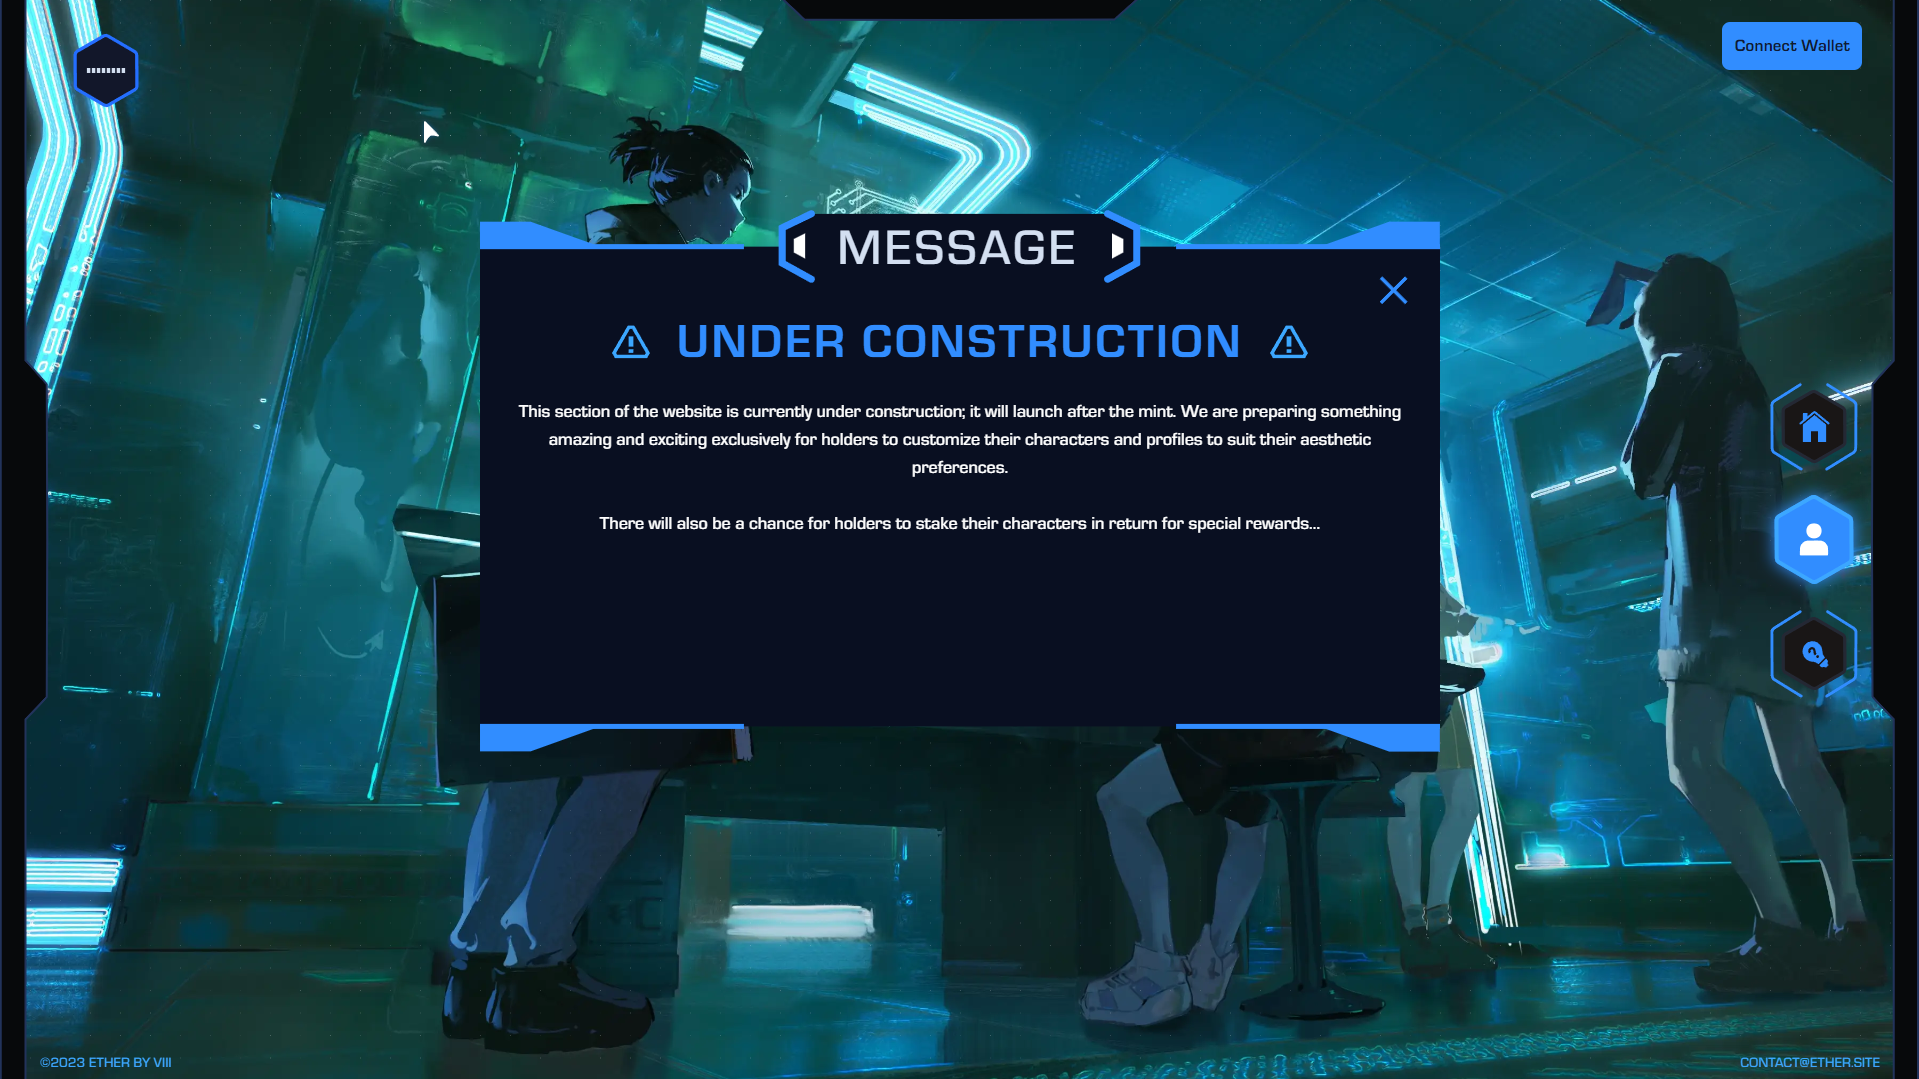 Connect Wallet
MESSAGE
UNDER CONSTRUCTION
This section of the website is currently under construction; it will launch after the mint. We are preparing something
amazing and exciting exclusively for holders to customize their characters and profiles to suit their aesthetic
preferences.
There will also be a chance for holders to stake their characters in return for special rewards...
©2023 ETHER BY VIII
CONTACT@ETHER.SITE